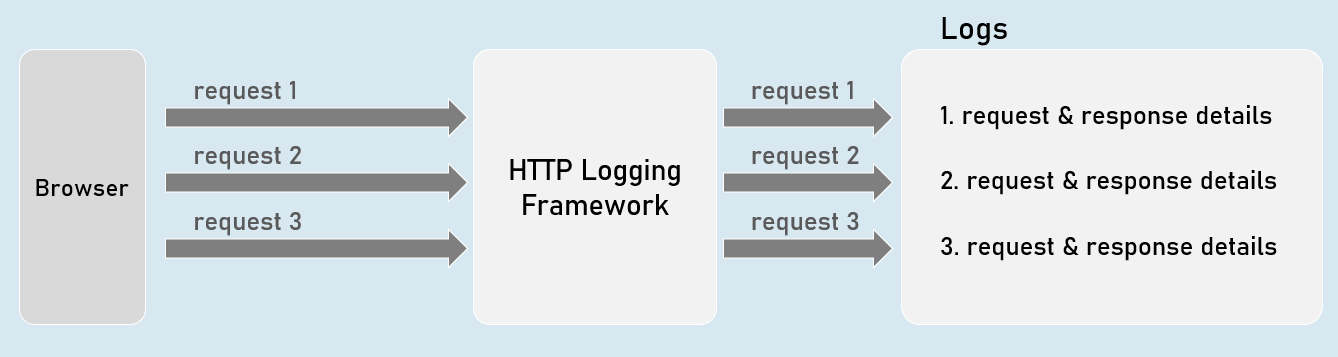 Logs
request 1
request 2
request 3
Browser
HTTP Logging
Framework
request 1
request 2
request 3
1. request & response details
2. request & response details
3. request & response details